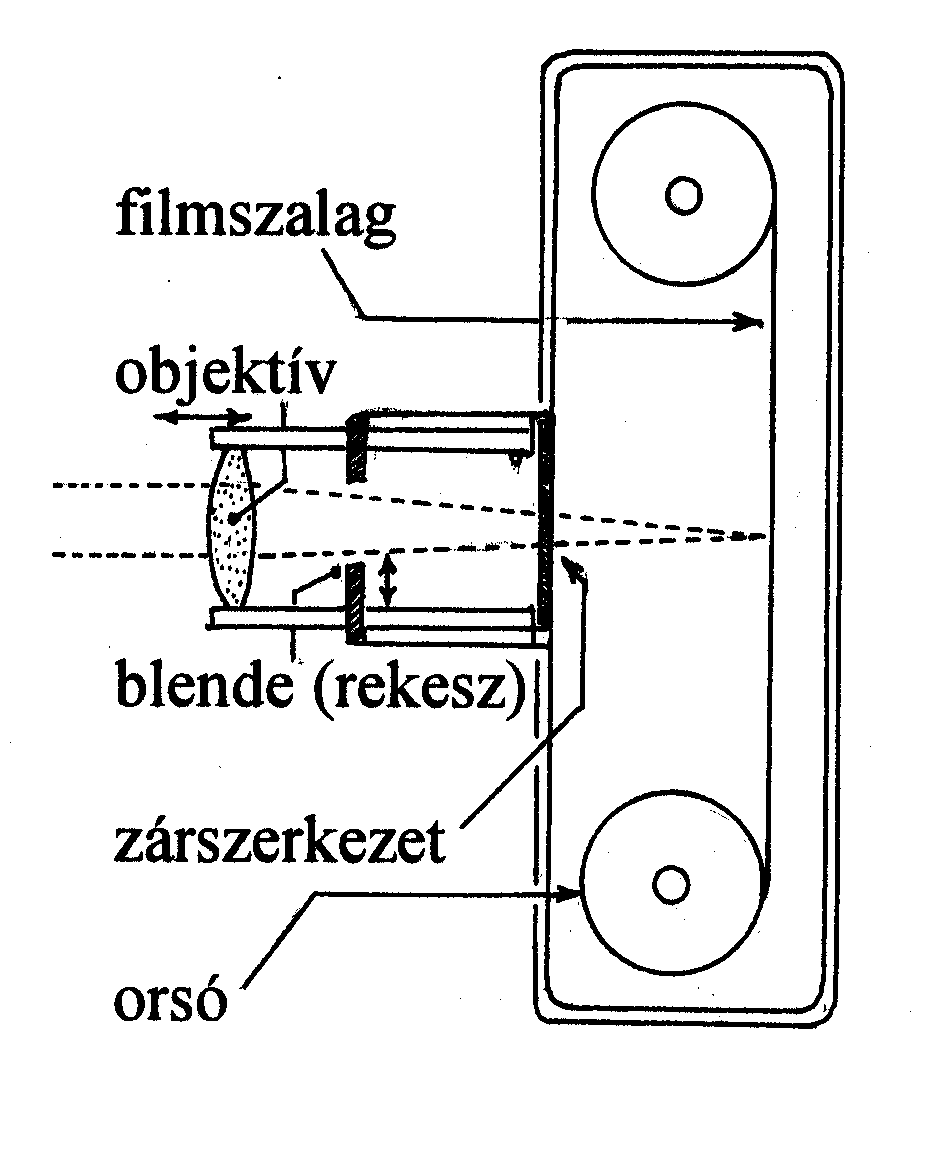 filmszalag
objektív
blende (rekesz)
zárszerkezet
orsó